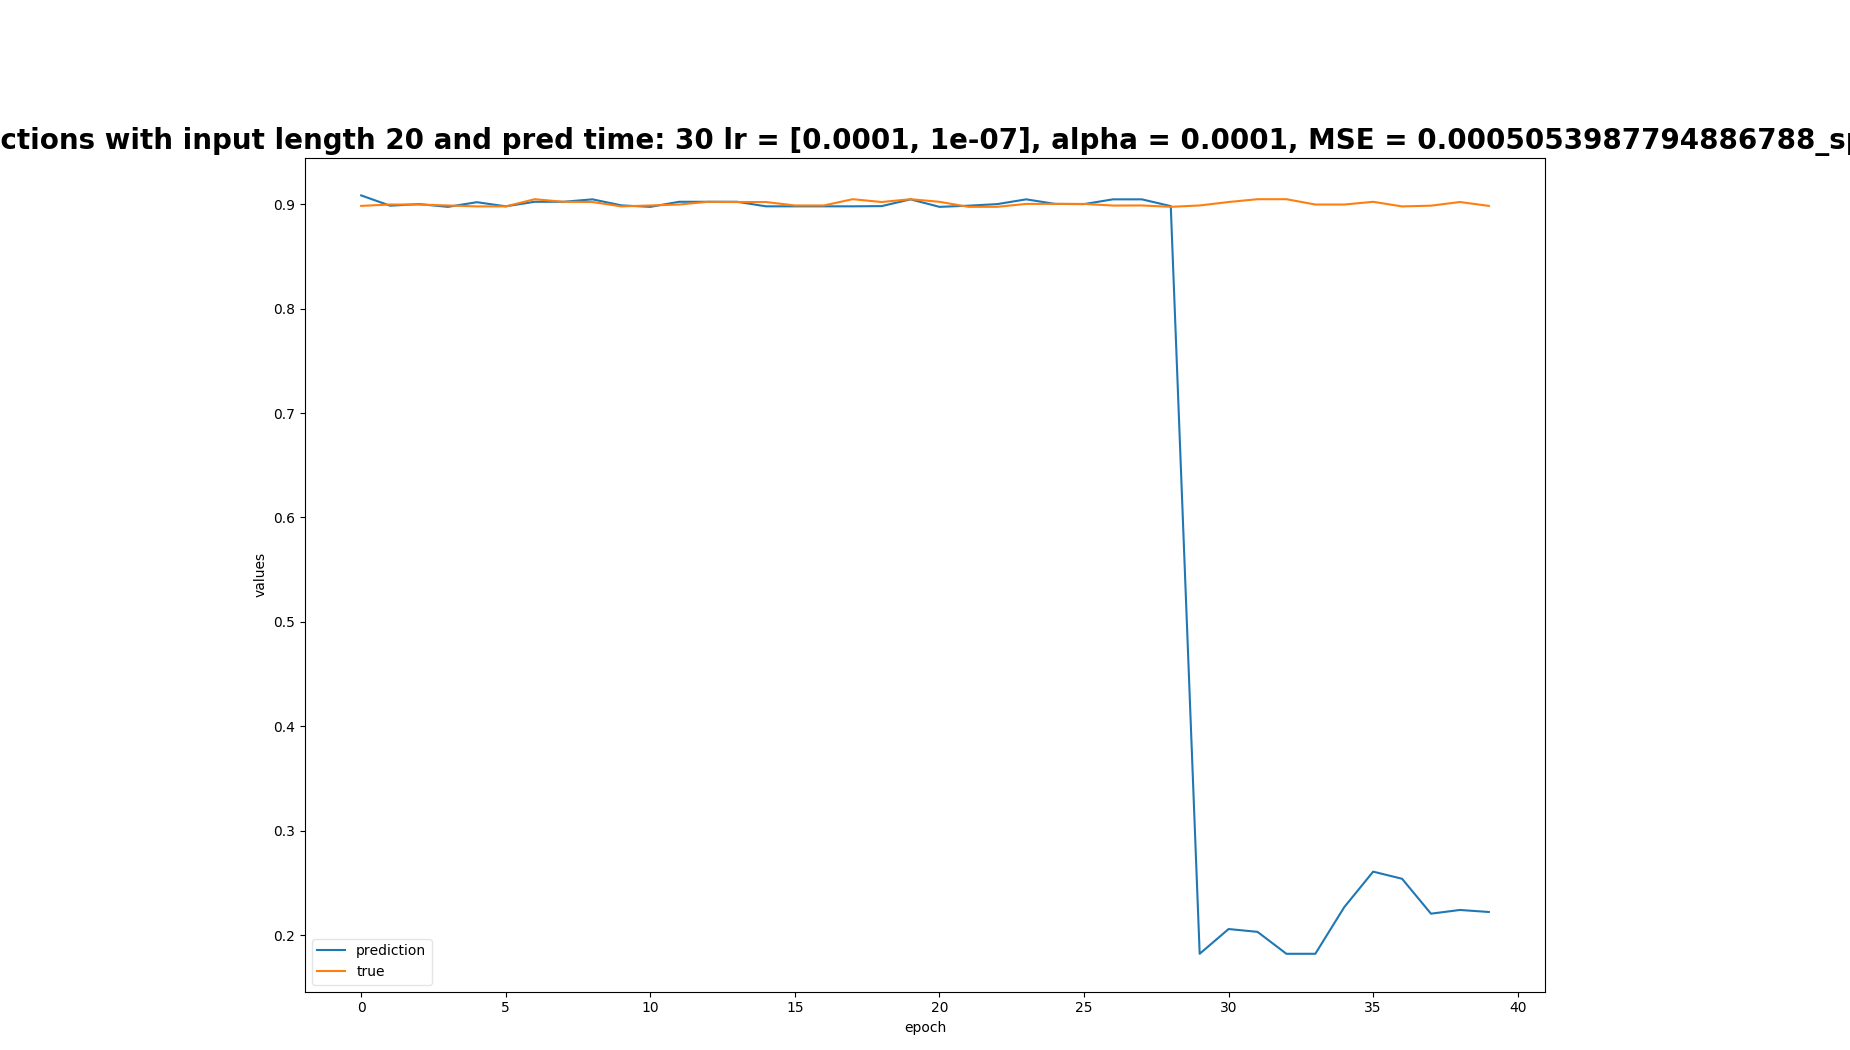 ctions with input length 20 and pred time: 30 lr = [0.0001, 1e-07], alpha = 0.0001, MSE = 0.0005053987794886788_sp
0.9
0.8
0.7
0.6
0.5
0.4
0.3
0.2
values
prediction
true
0 5 10 15 20 25 30 35 40
epoch